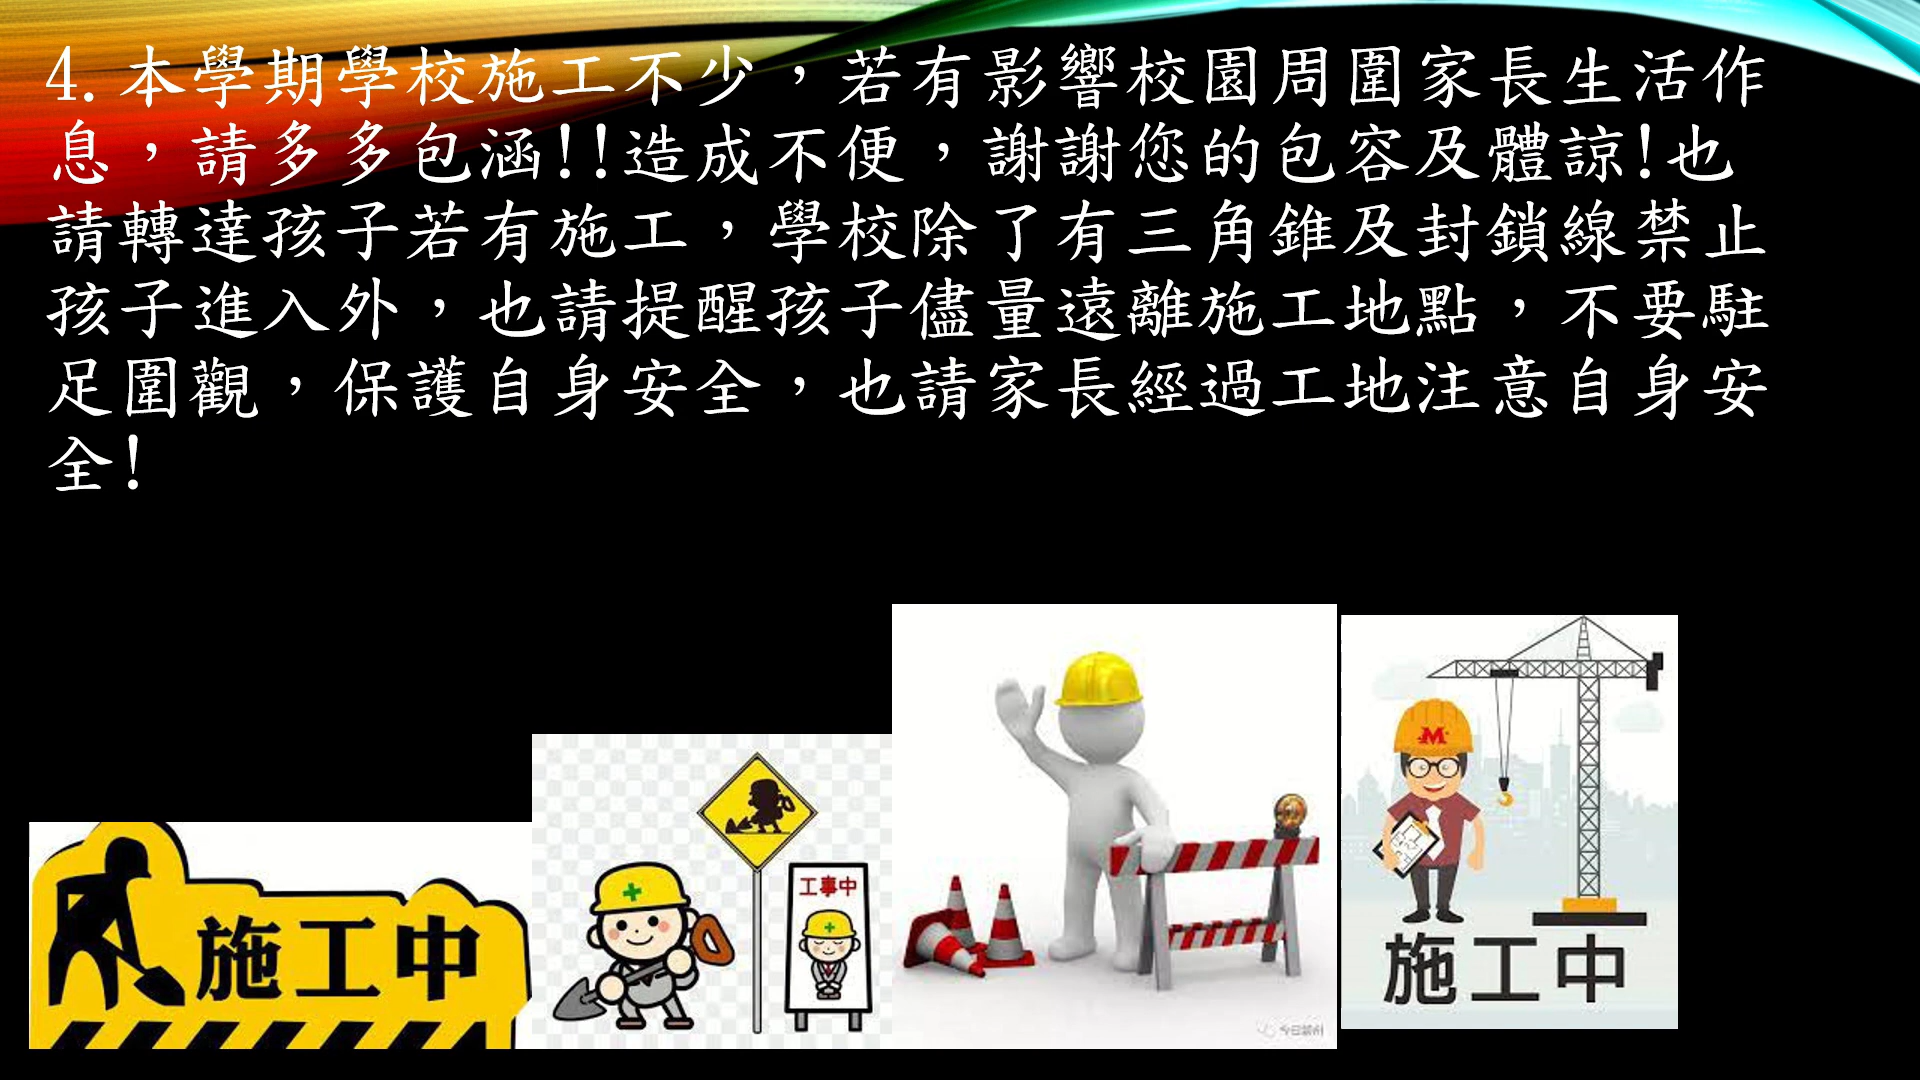 4.本學期學校施工不少，若有影響校園周圍家長生活作
息，請多多包涵!!造成不便，謝謝您的包容及體諒!也
請轉達孩子若有施工，學校除了有三角錐及封鎖線禁止
孩子進入外，也請提醒孩子儘量遠離施工地點，不要駐
足圍觀，保護自身安全，也請家長經過工地注意自身安
全!
施工中
工事中
M
施工中